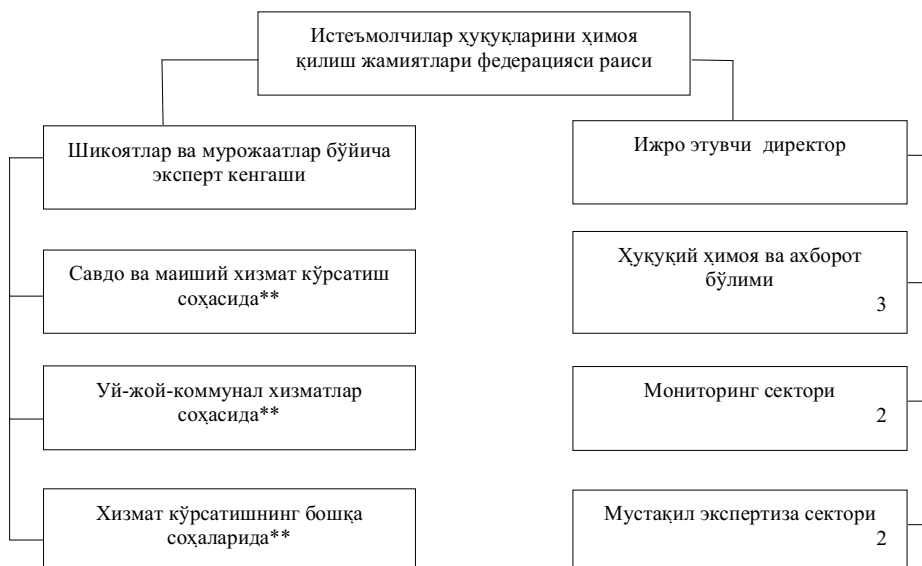 Истеъмолчилар ҳуқуқларини ҳимоя
қилиш жамиятлари федерацияси раиси
Шикоятлар ва мурожаатлар бўйича
эксперт кенгаши
Савдо ва маиший хизмат кўрсатиш
соҳасида**
Уй-жой-коммунал хизматлар
соҳасида**
Хизмат кўрсатишнинг бошқа
соҳаларида**
Ижро этувчи директор
Ҳуқуқий ҳимоя ва ахборот
бўлими
3
Мониторинг сектори
2
Мустақил экспертиза сектори
2